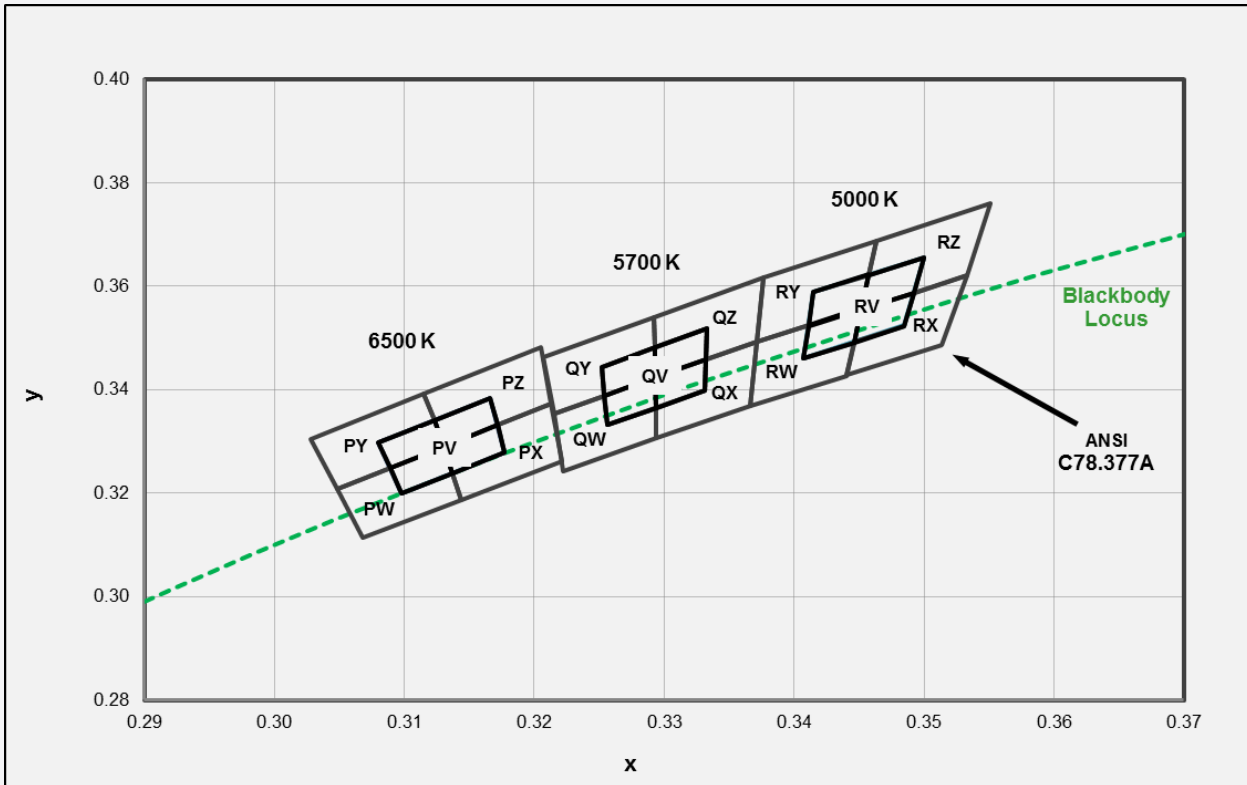 0.40
0.38
0.36
0.34
0.32
0.30
0.28
y
0.29 0.30 0.31 0.32 0.33 0.34 0.35 0.36 0.37
x
5000 K
5700 K
6500 K
RZ
RY
RV
RX
RW
QZ
QY
QV
QX
QW
PZ
PY
PV
PX
PW
Blackbody
Locus
ANSI
C78.377A